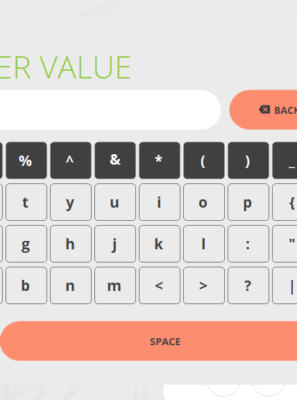 ER VALUE
BACK
% ^ & * ( ) _
t y u i o p {
g h j k l : "
b n m < > ? |
SPACE